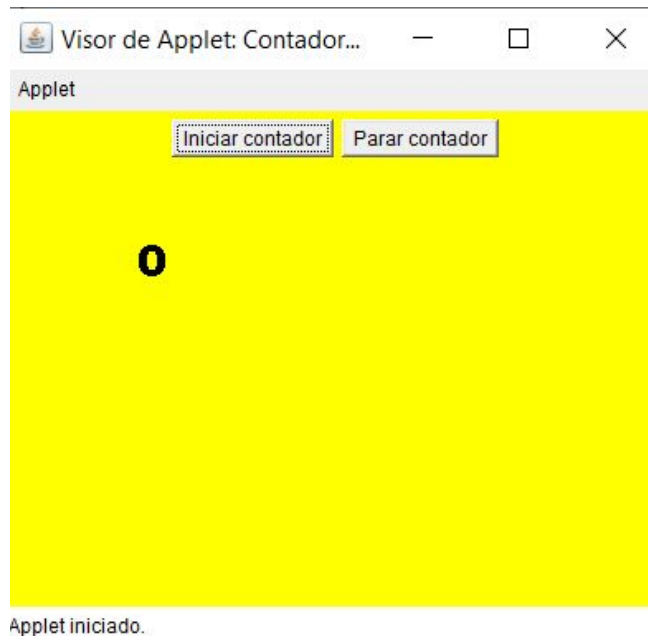 Visor de Applet: Contador...
Applet
Iniciar contador Parar contador
0
Applet iniciado.